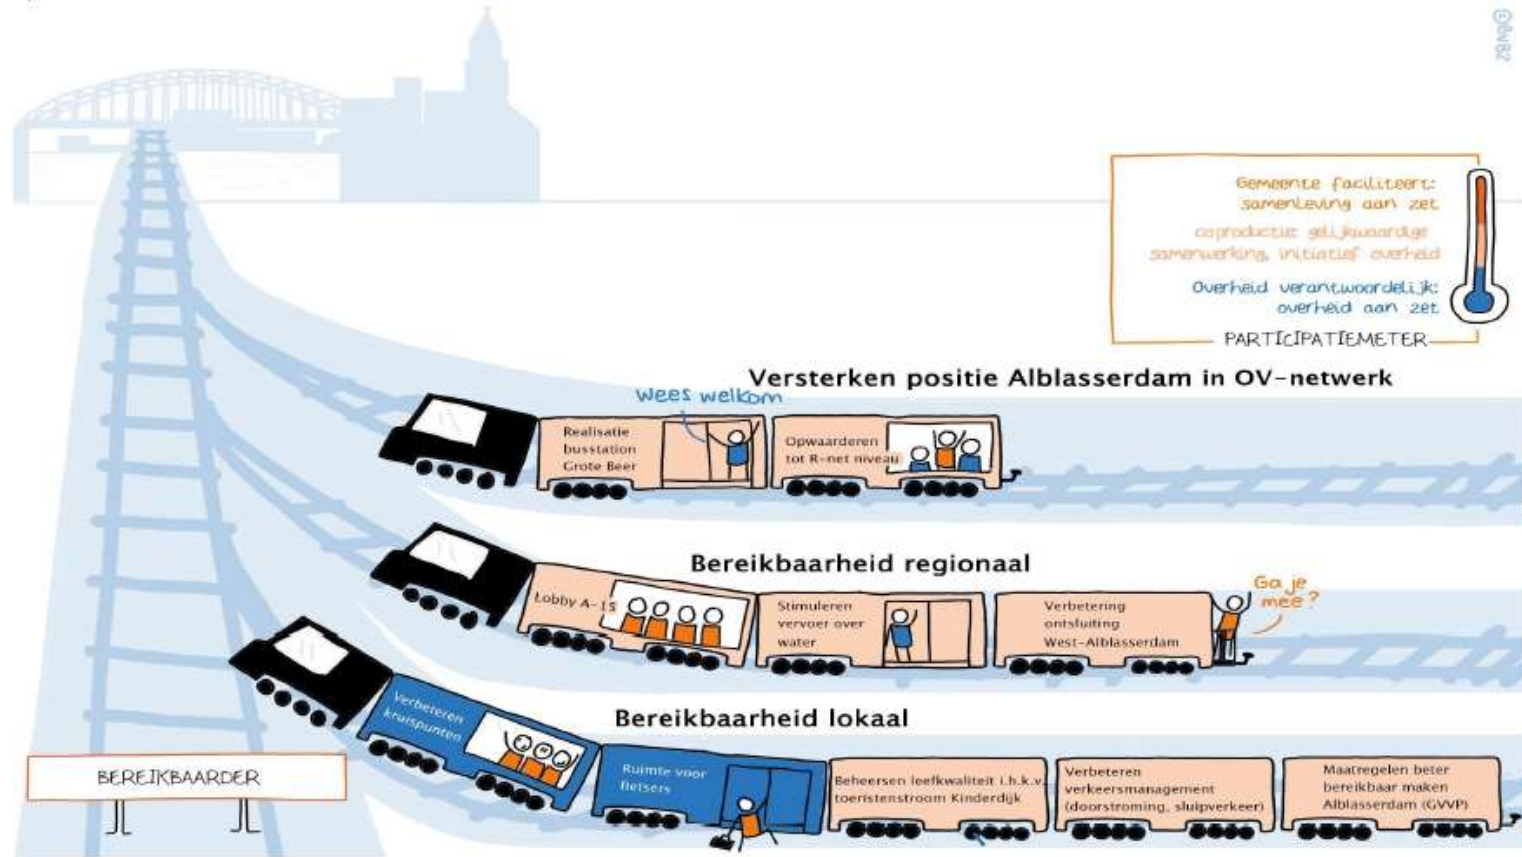 ©BvB2
Gemeente faciliteert:
samenleving aan zet
coproductie gelijkwaardige
samenwerking, initiatief overheid
Overheid verantwoordelijk:
overheid aan zet
PARTICIPATIEMETER
Versterken positie Alblasserdam in OV-netwerk
Wees welkom
Realisatie
busstation
Grote Beer
Opwaarderen
tot R-net niveau
Bereikbaarheid regionaal
Lobby A-15
Stimuleren
vervoer over
water
Verbetering
ontsluiting
West-Alblasserdam
Ga je
mee?
Bereikbaarheid lokaal
Verbeteren
kruispunten
Ruimte voor
fietsers
Beheersen leefkwaliteit i.h.k.v.
toeristenstroom Kinderdijk
Verbeteren
verkeersmanagement
(doorstroming, sluipverkeer)
Maatregelen beter
bereikbaar maken
Alblasserdam (GVVP)
BEREIKBAARDER